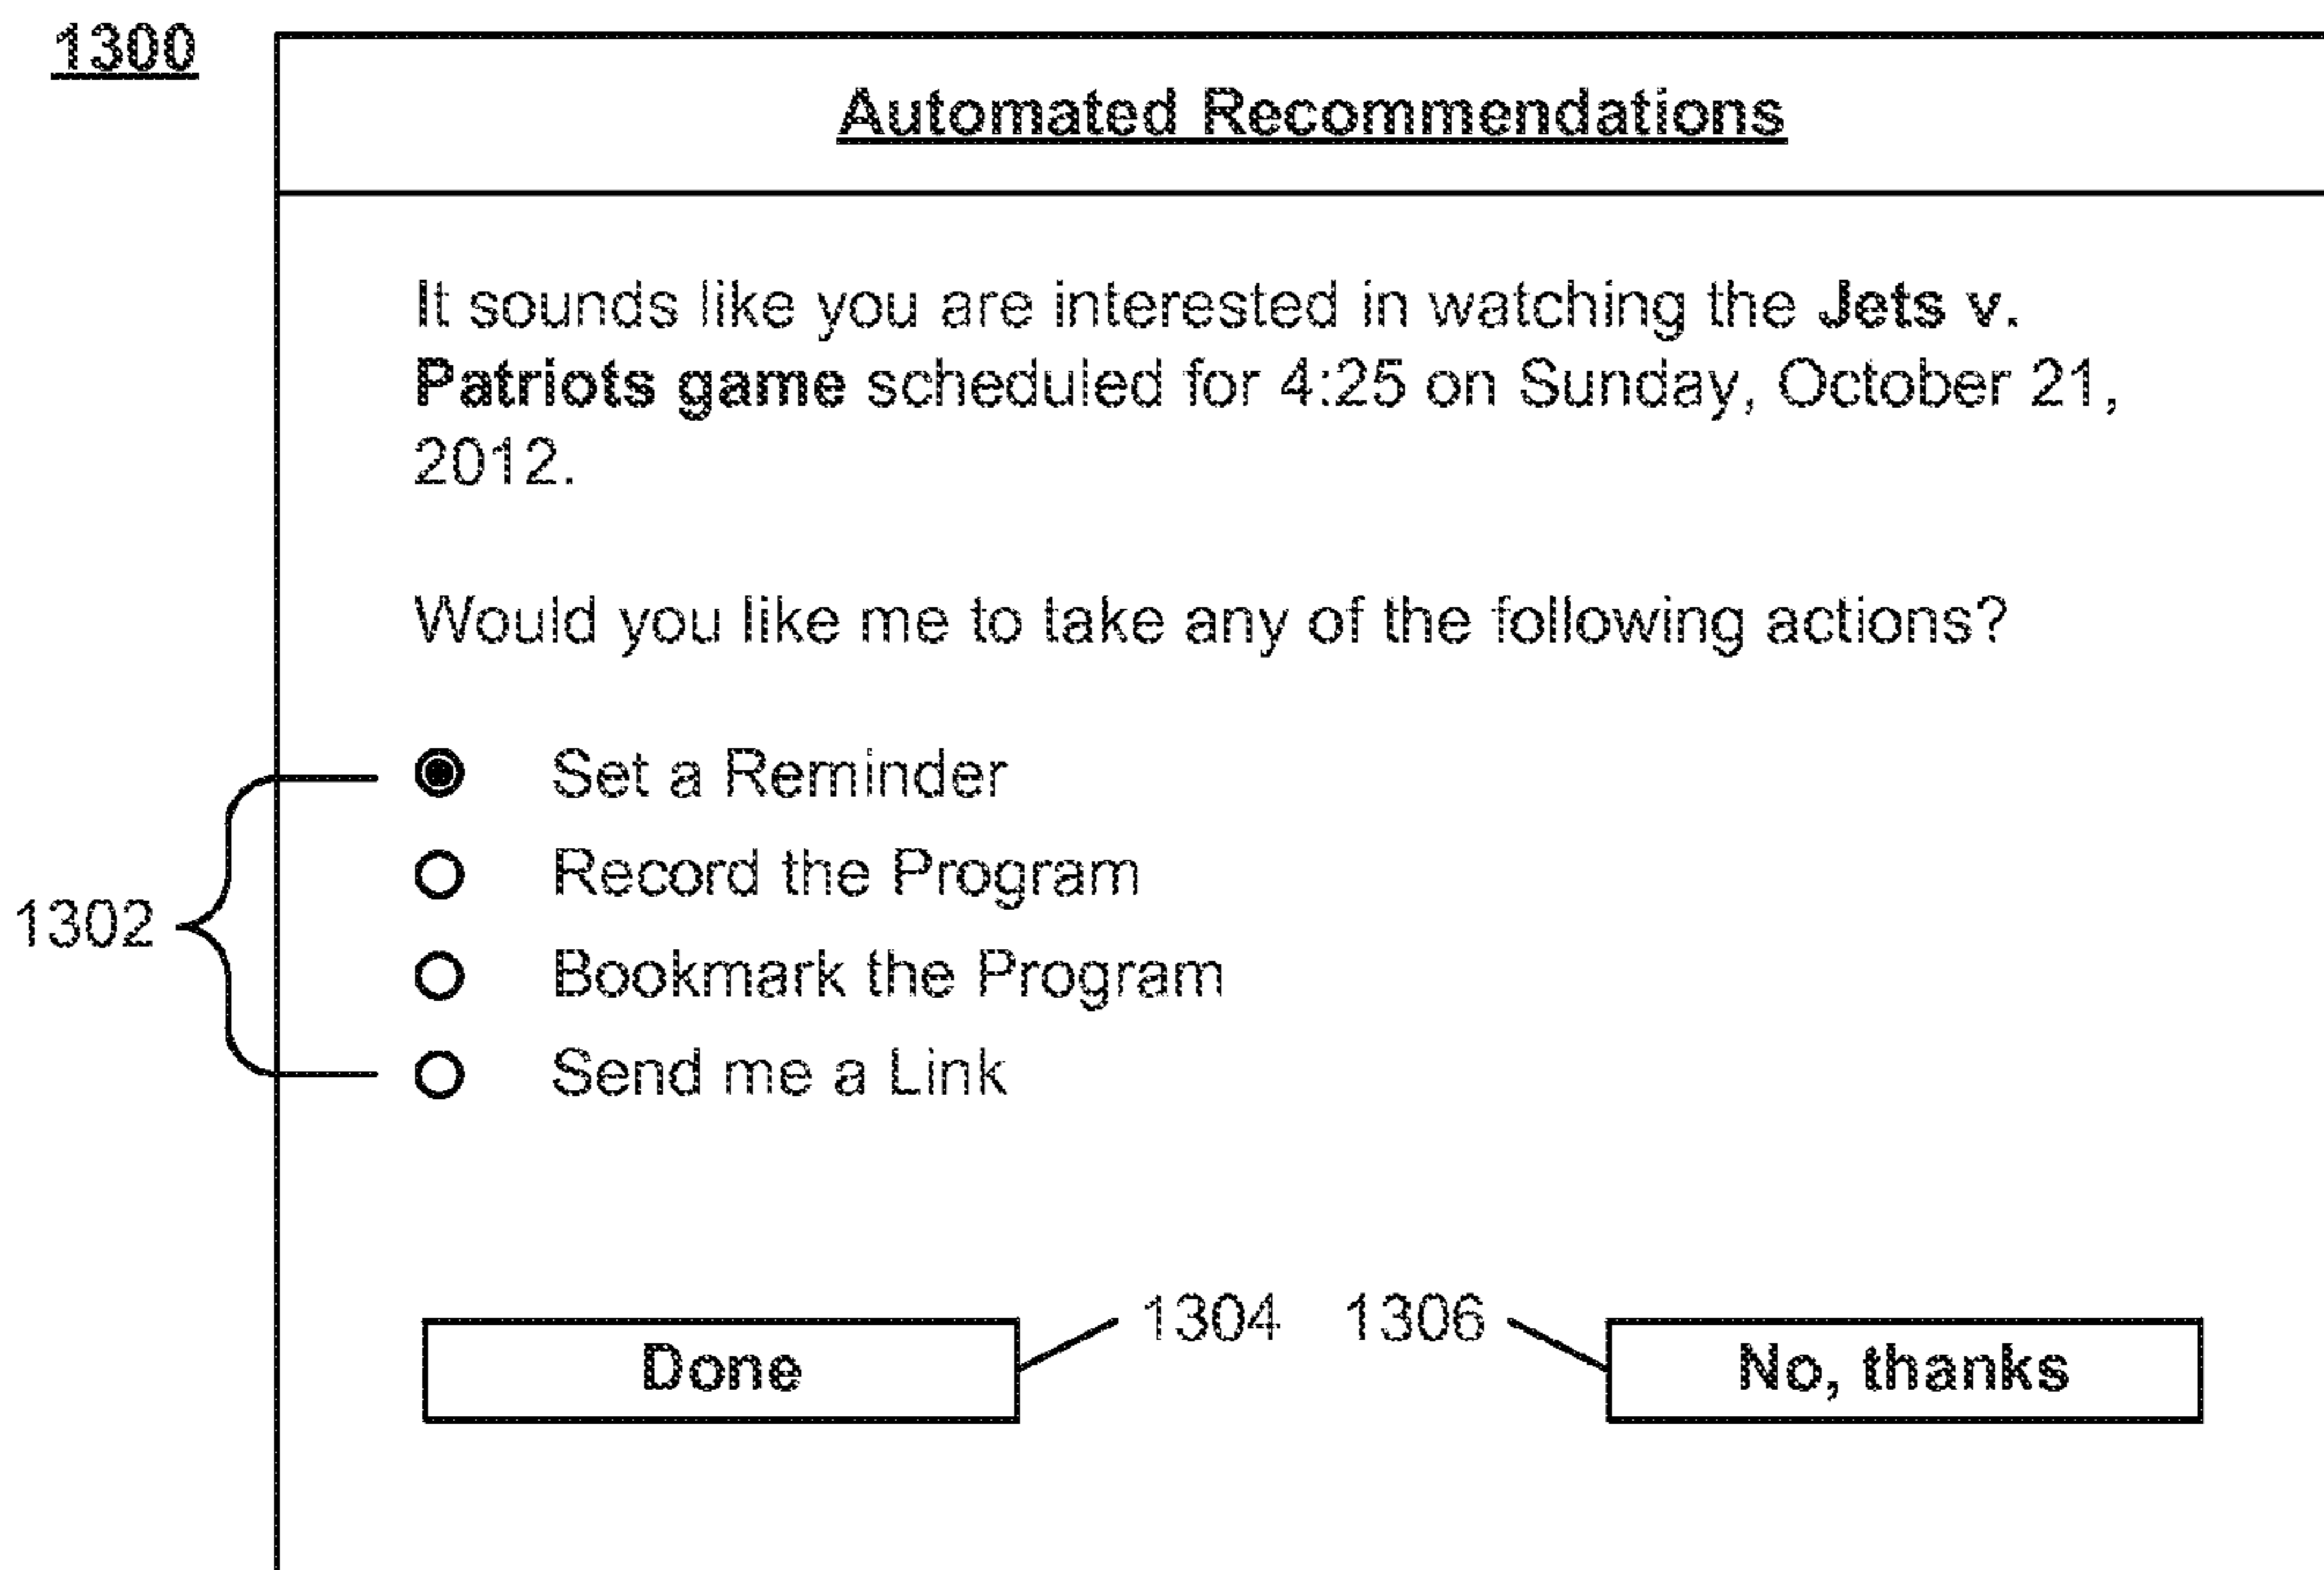 1300
Automated Recommendations
It sounds like you are interested in watching the Jets v.
Patriots game scheduled for 4:25 on Sunday, October 21,
2012.
Would you like me to take any of the following actions?
Set a Reminder
Record the Program
1302
Bookmark the Program
Send me a Link
Done 1304 1306 No, thanks